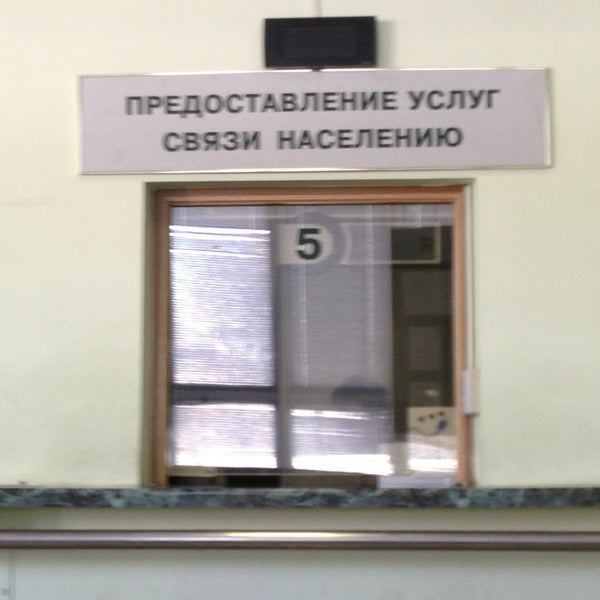 ПРЕДОСТАВЛЕНИЕ УСЛУГ
СВЯЗИ НАСЕЛЕНИЮ
5